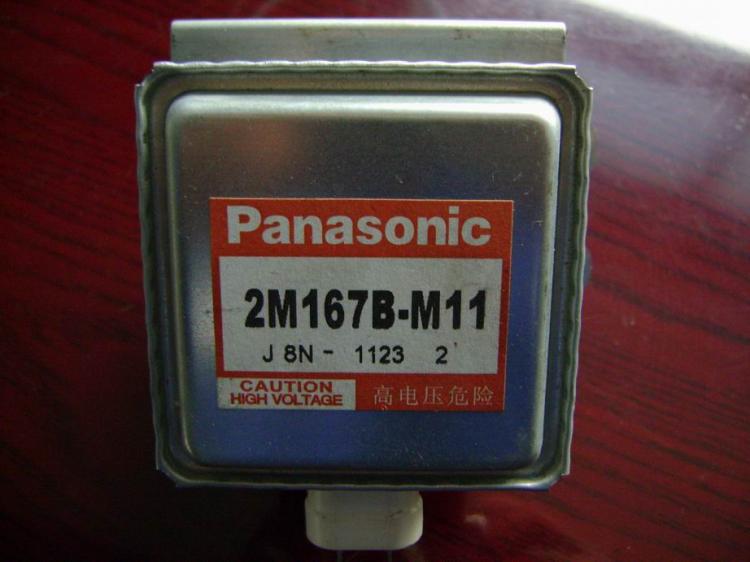 Panasonic
2M167B-M11
J 8N - 1123 2
CAUTION
HIGH VOLTAGE
高电压危险